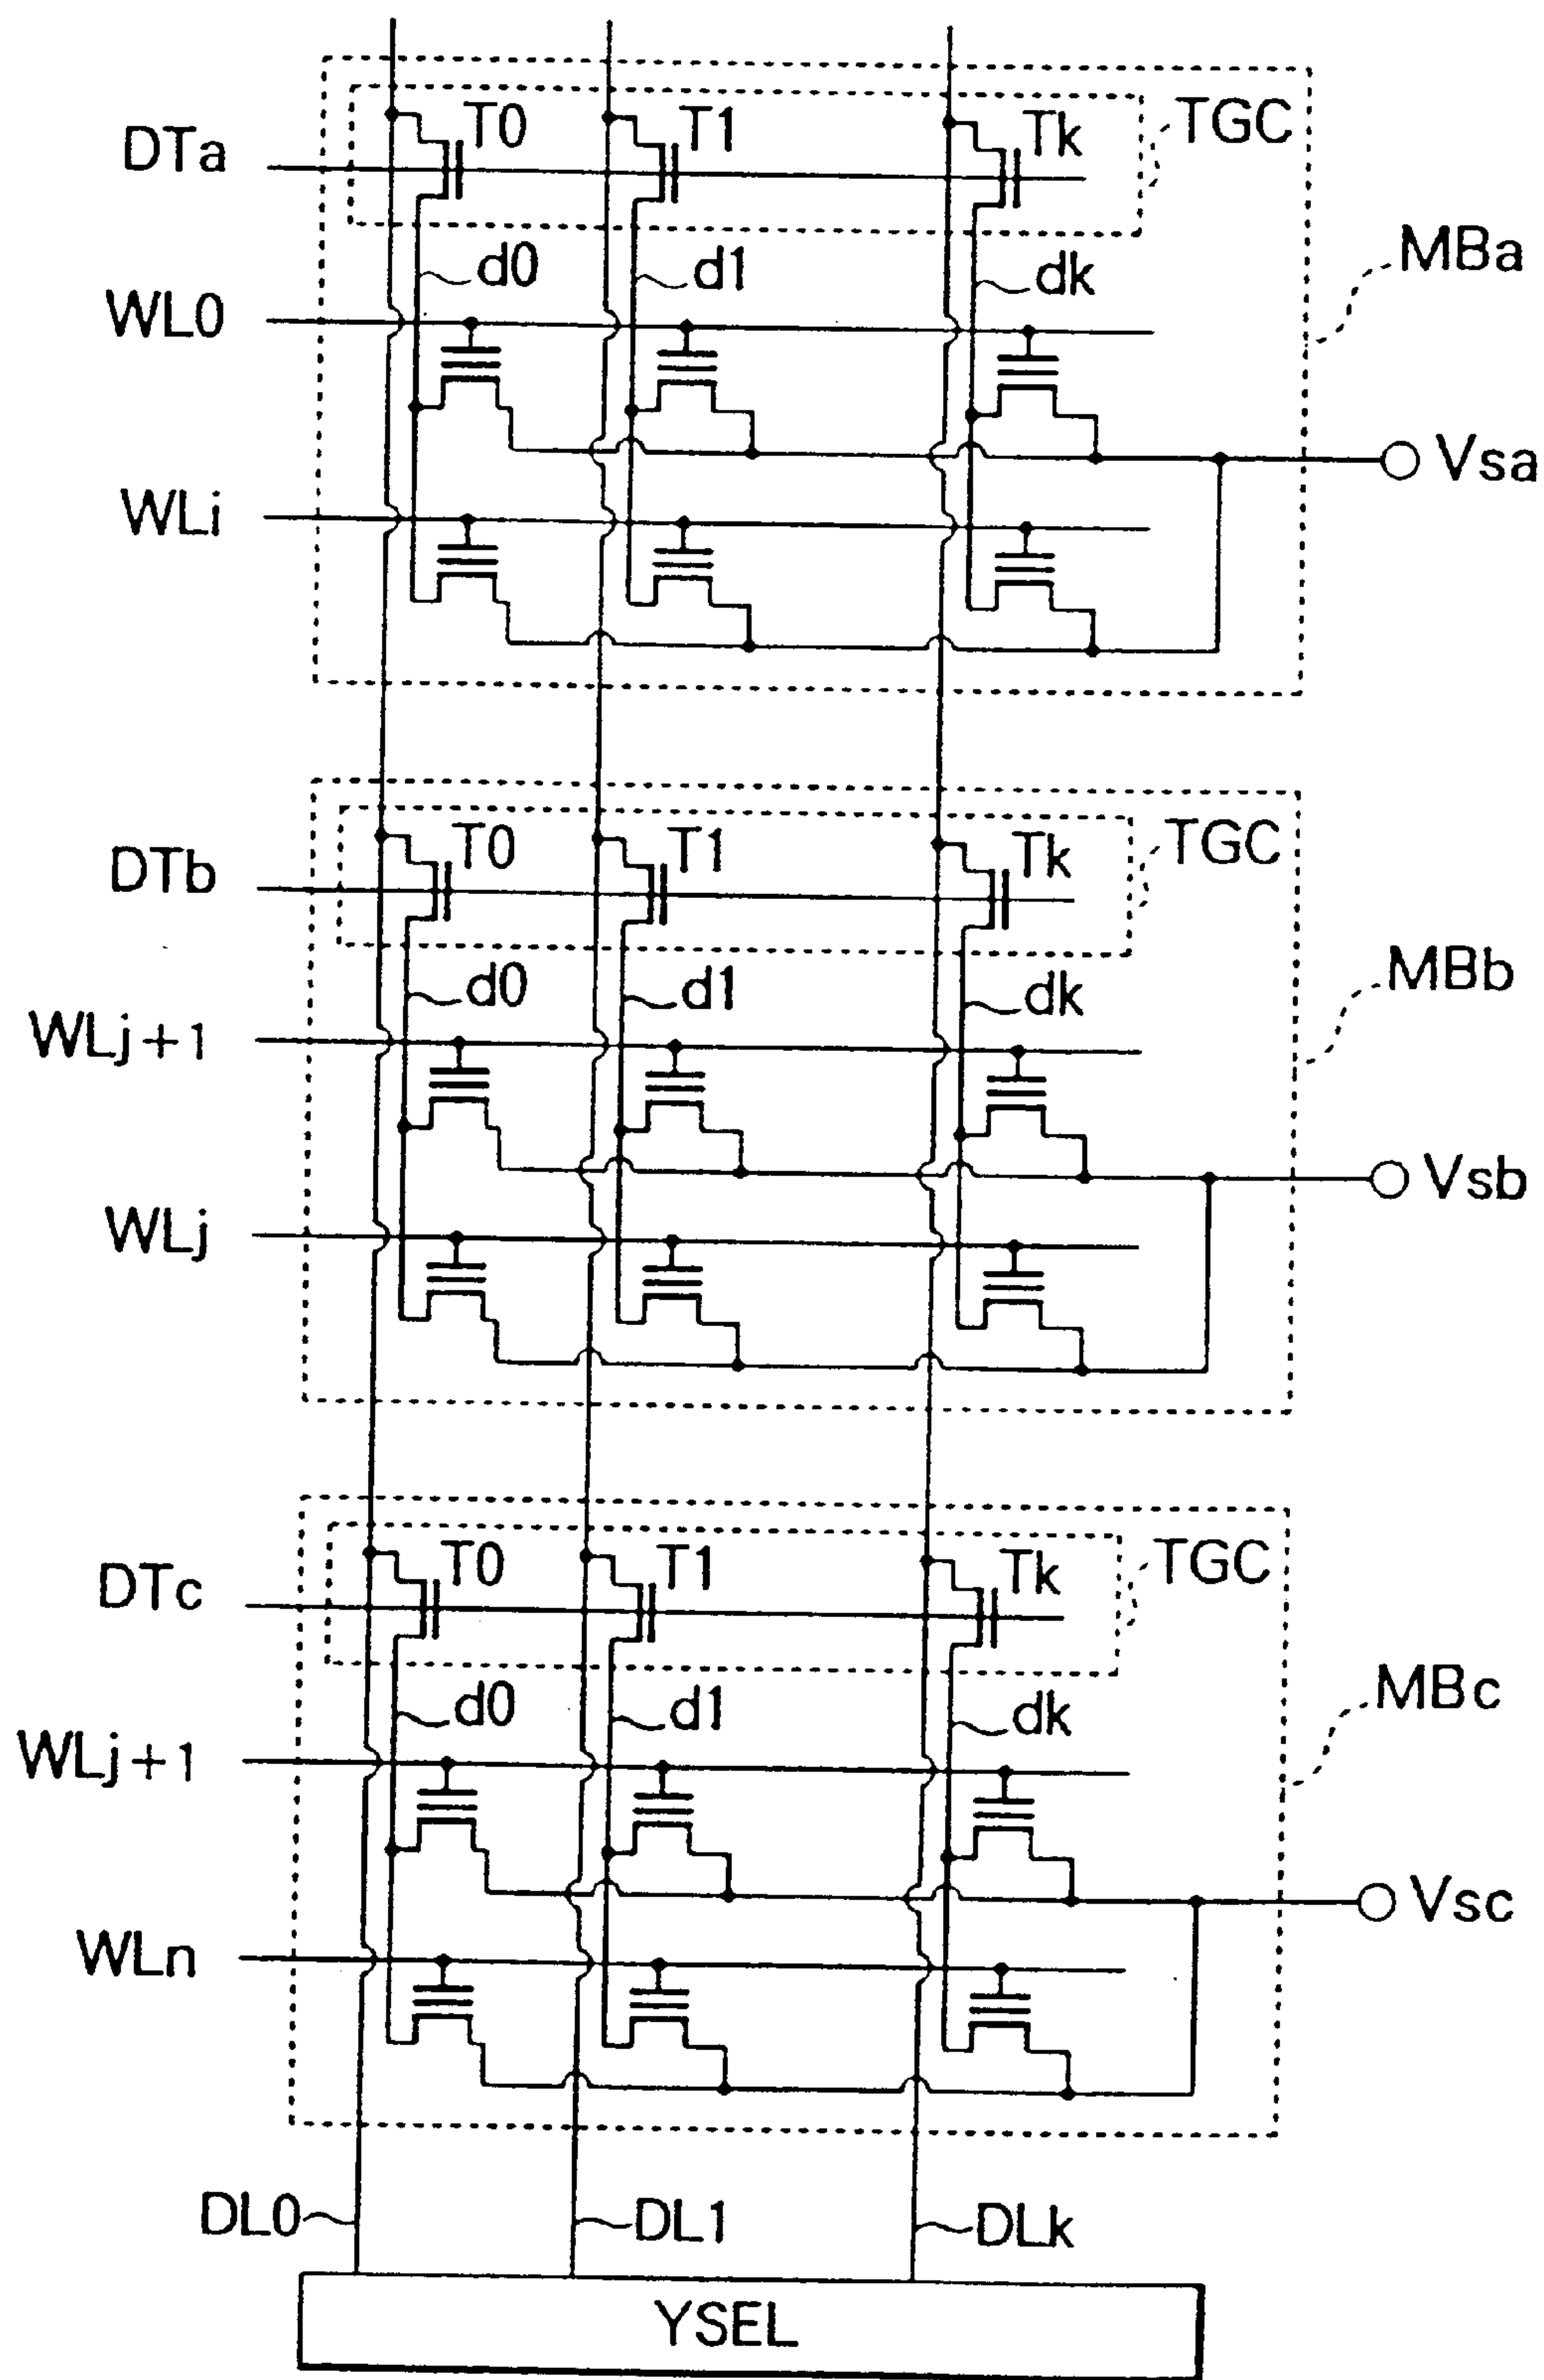 T0 T1 Tk TGC
DTa
d0 d1 dk MBa
WL0
Vsa
WLi
T0 T1 Tk TGC
DTb
d0 d1 dk MBb
WLj+1
Vsb
WLj
T0 T1 Tk TGC
DTc
d0 d1 dk MBc
WLj+1
Vsc
WLn
DL0 DL1 DLk
YSEL